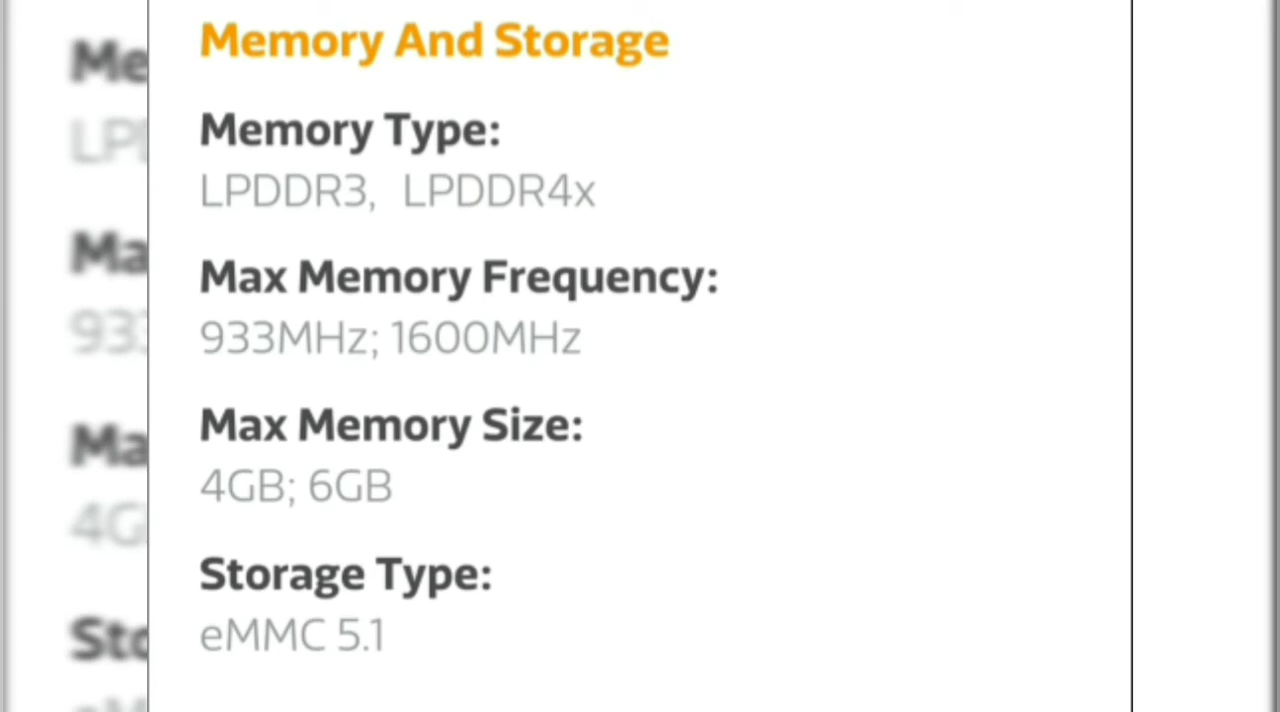 Memory And Storage
Memory Type:
LPDDR3, LPDDR4x
Max Memory Frequency:
933MHz; 1600MHz
Max Memory Size:
4GB; 6GB
Storage Type:
eMMC 5.1